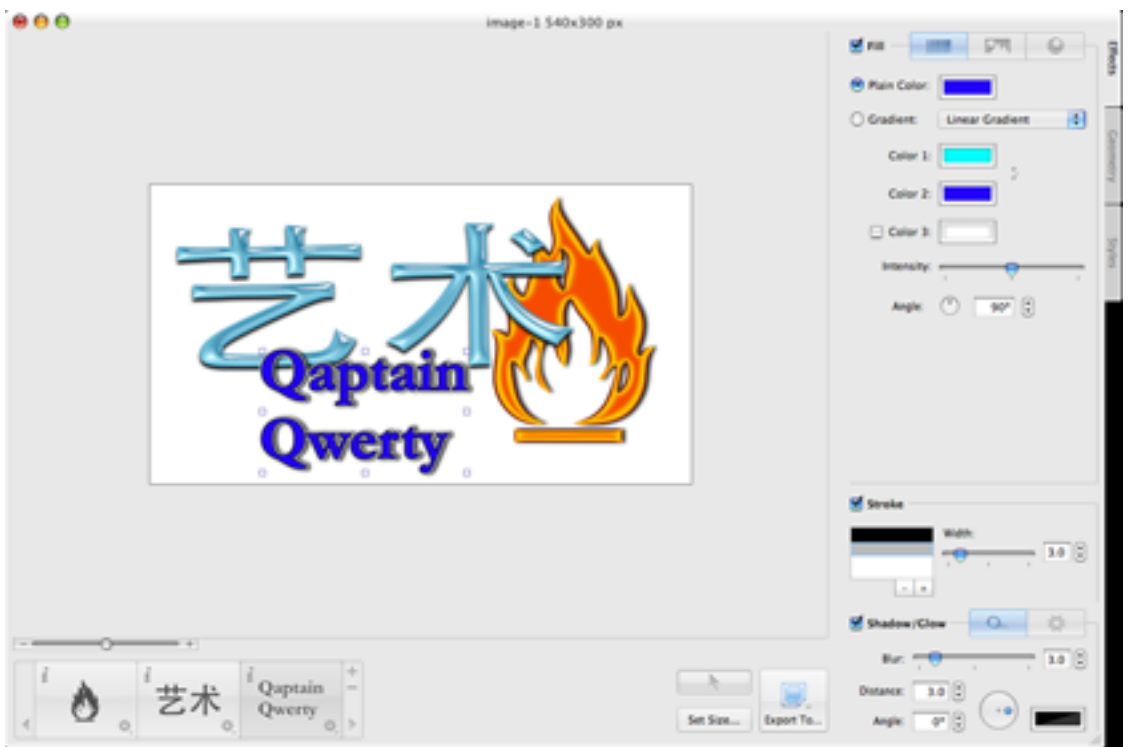 image-1 540x300 px
Fill
Plain Color:
Gradient: Linear Gradient
Color 1:
Color 2:
Color 3:
Intensity:
Angle: 90°
Effects
Geometry
Styles
艺术
Qaptain
Qwerty
Stroke
Width:
3.0
Shadow/Glow
Blur: 3.0
Distance: 3.0
Angle: 0°
艺术
Qaptain
Qwerty
Set Size...
Export To...